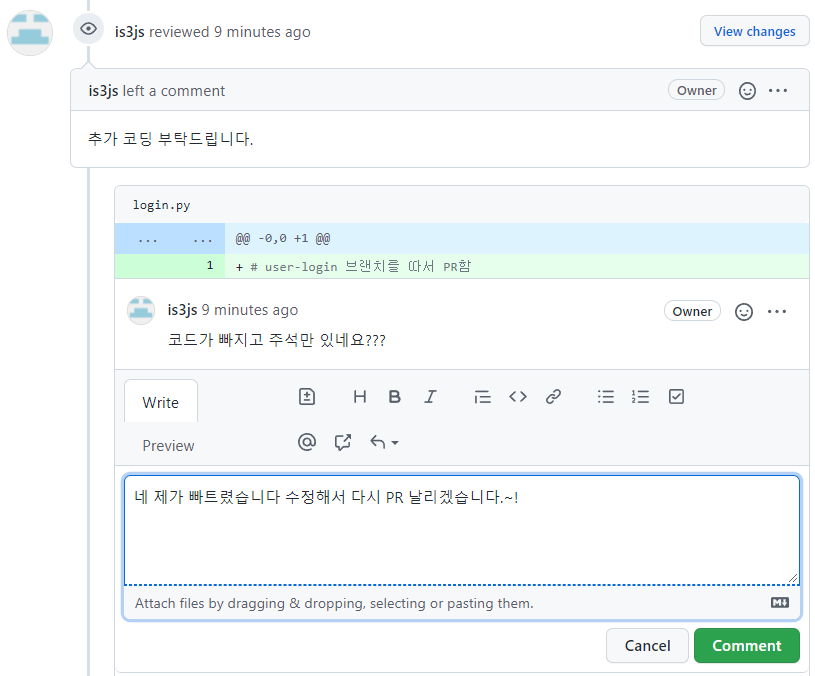 is3js reviewed 9 minutes ago
View changes
is3js left a comment
Owner
추가 코딩 부탁드립니다.
login.py
... ... @@ -0,0 +1 @@
1 + # user-login 브랜치를 따서 PR함
is3js 9 minutes ago
Owner
코드가 빠지고 주석만 있네요???
Write
H B I
Preview
네 제가 빠트렸습니다 수정해서 다시 PR 날리겠습니다.~!
Attach files by dragging & dropping, selecting or pasting them.
Cancel
Comment